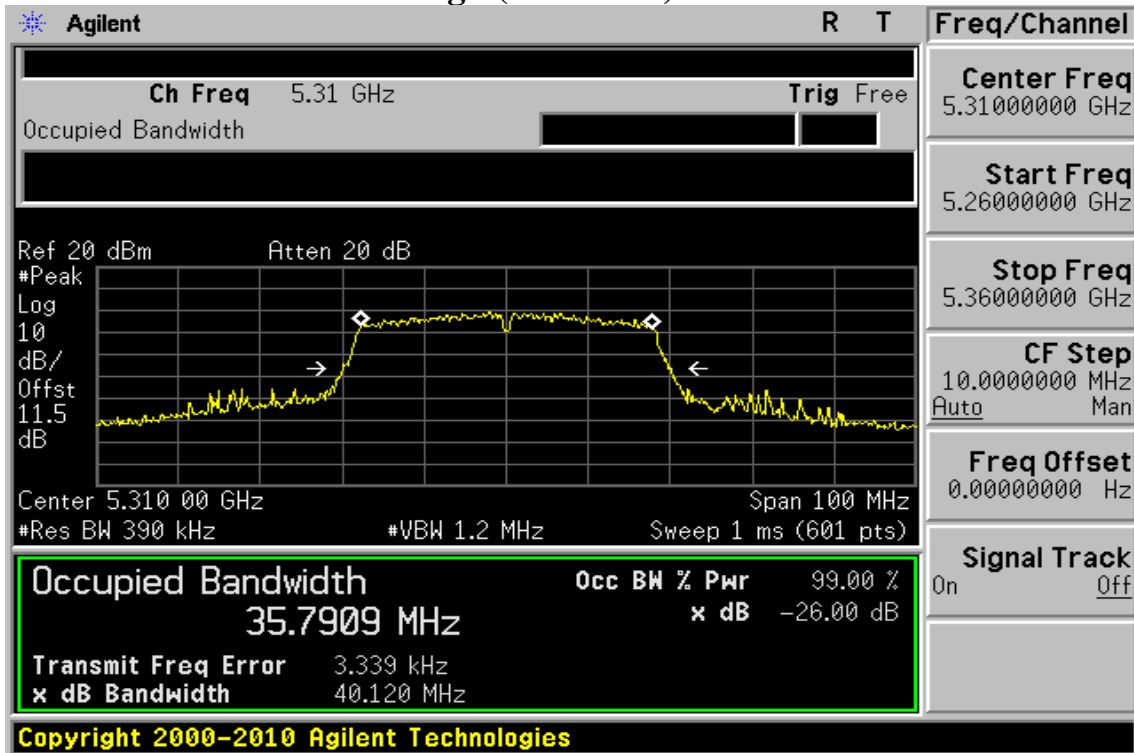 Agilent R T
Ch Freq 5.31 GHz Trig Free
Occupied Bandwidth
Ref 20 dBm Atten 20 dB
#Peak
Log
10
dB/
Offst
11.5
dB
Center 5.310 00 GHz Span 100 MHz
#Res BW 390 kHz #VBW 1.2 MHz Sweep 1 ms (601 pts)
Occupied Bandwidth Occ BW % Pwr 99.00 %
35.7909 MHz x dB -26.00 dB
Transmit Freq Error 3.339 kHz
x dB Bandwidth 40.120 MHz
Copyright 2000-2010 Agilent Technologies
Freq/Channel
Center Freq
5.31000000 GHz
Start Freq
5.26000000 GHz
Stop Freq
5.36000000 GHz
CF Step
10.0000000 MHz
Auto Man
Freq Offset
0.00000000 Hz
Signal Track
On Off